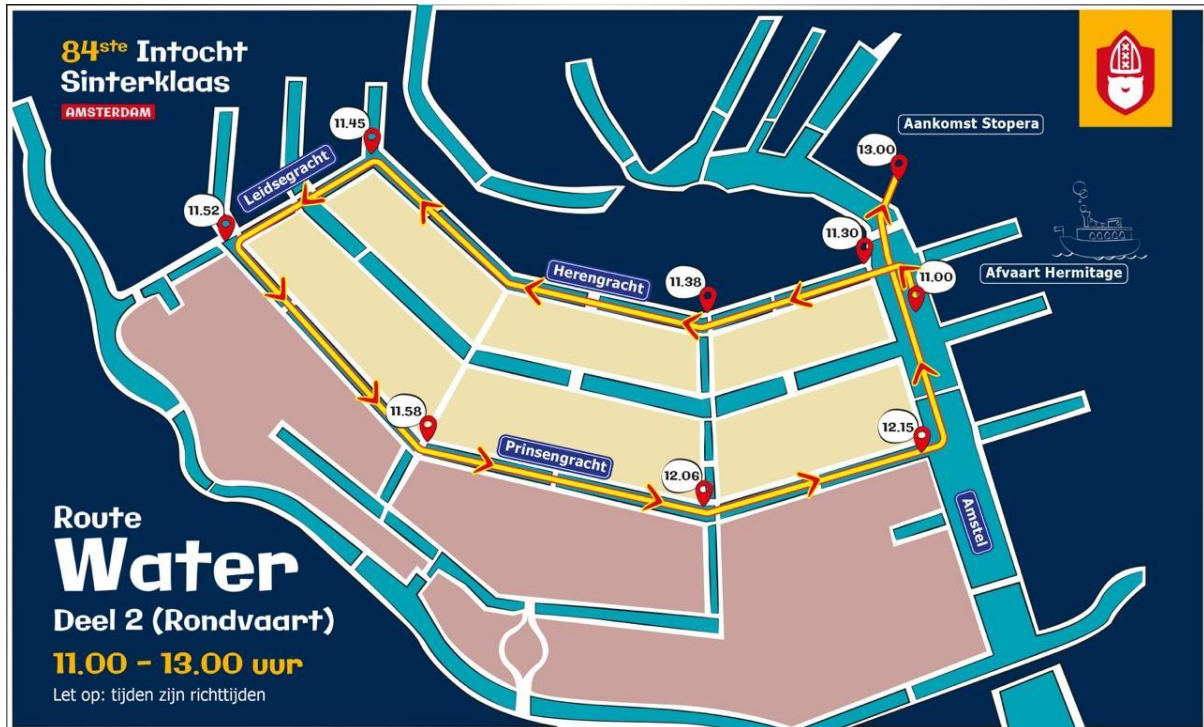 84ste Intocht
Sinterklaas
AMSTERDAM
11.45
Leidsegracht
11.52
Aankomst Stopera
13.00
11.30
Herengracht
11.38
11.00
Afvaart Hermitage
11.58
Prinsengracht
12.06
12.15
Amstel
Route
Water
Deel 2 (Rondvaart)
11.00 - 13.00 uur
Let op: tijden zijn richttijden